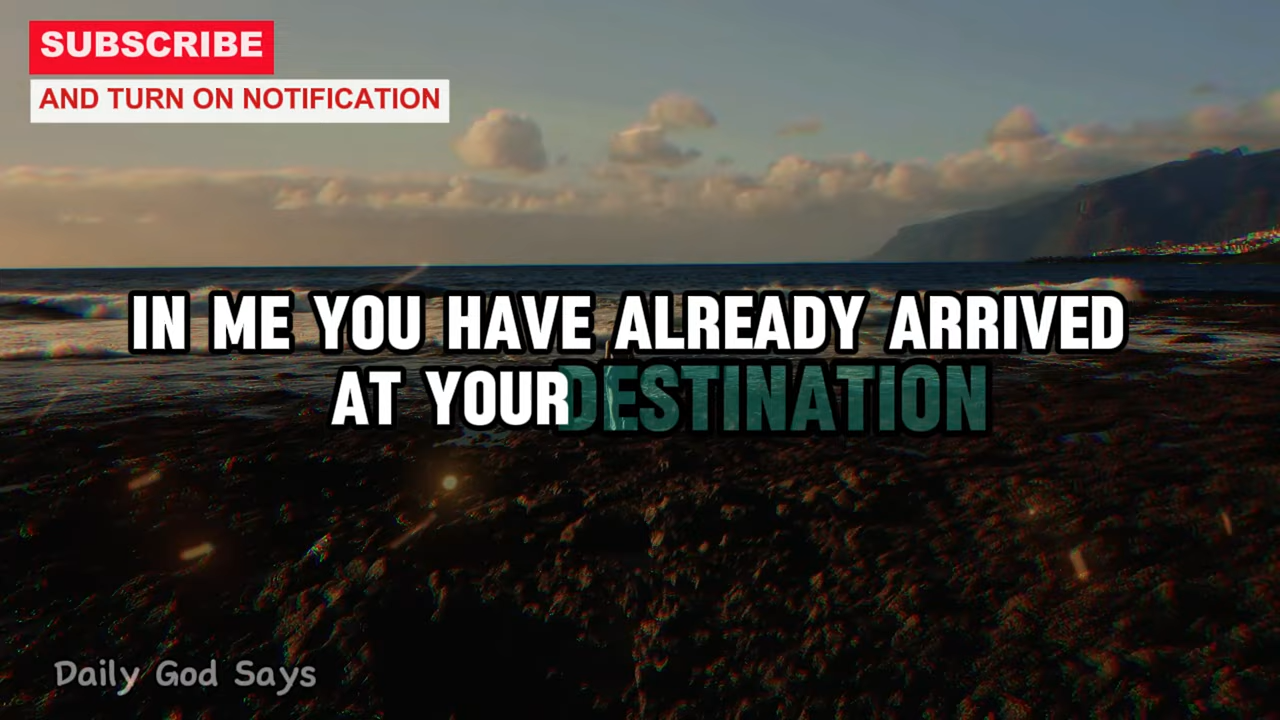 SUBSCRIBE
AND TURN ON NOTIFICATION
IN ME YOU HAVE ALREADY ARRIVED
AT YOUR DESTINATION
Daily God Says